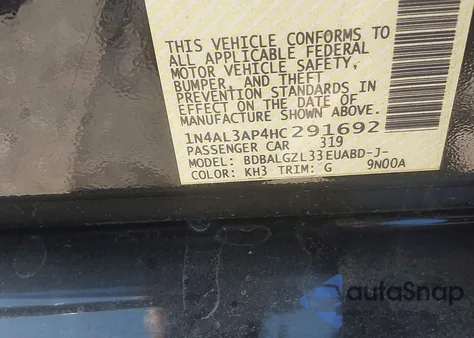 THIS VEHICLE CONFORMS TO
ALL APPLICABLE FEDERAL
MOTOR VEHICLE SAFETY,
BUMPER, AND THEFT
PREVENTION STANDARDS IN
EFFECT ON THE DATE OF
MANUFACTURE SHOWN ABOVE.
1N4AL3AP4HC291692
PASSENGER CAR 319
MODEL: BDBALGZL33EUABD-J-
COLOR: KH3 TRIM: G 9N00A
autaSnap